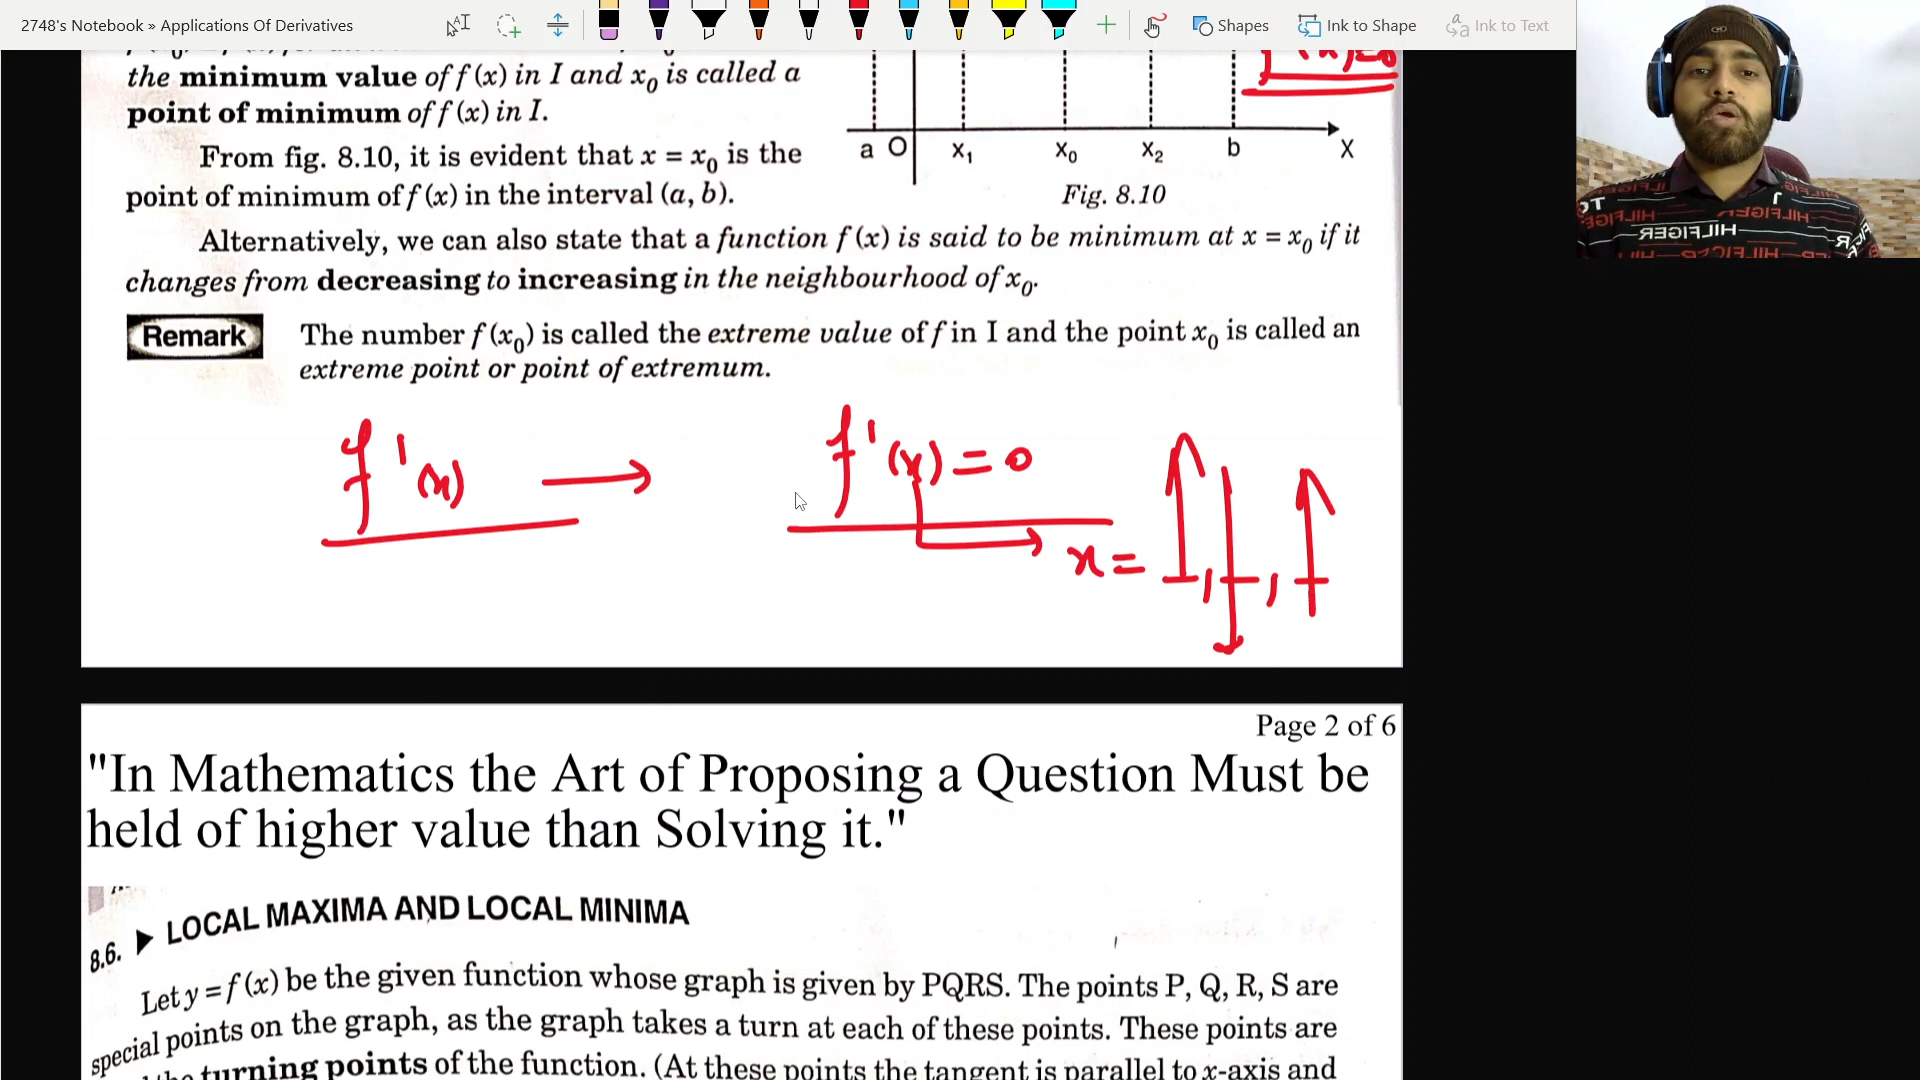 2748's Notebook » Applications Of Derivatives
Shapes
Ink to Shape
Ink to Text
the minimum value of f (x) in I and x₀ is called a
point of minimum of f (x) in I.
From fig. 8.10, it is evident that x = x₀ is the
point of minimum of f (x) in the interval (a, b).
a O x₁ x₀ x₂ b X
Fig. 8.10
Alternatively, we can also state that a function f (x) is said to be minimum at x = x₀ if it
changes from decreasing to increasing in the neighbourhood of x₀.
Remark The number f (x₀) is called the extreme value of f in I and the point x₀ is called an
extreme point or point of extremum.
f'(x) → f'(x) = 0
x =
Page 2 of 6
"In Mathematics the Art of Proposing a Question Must be
held of higher value than Solving it."
8.6. ▶ LOCAL MAXIMA AND LOCAL MINIMA
Let y = f (x) be the given function whose graph is given by PQRS. The points P, Q, R, S are
special points on the graph, as the graph takes a turn at each of these points. These points are
turning points of the function. (At these points the tangent is parallel to x-axis and